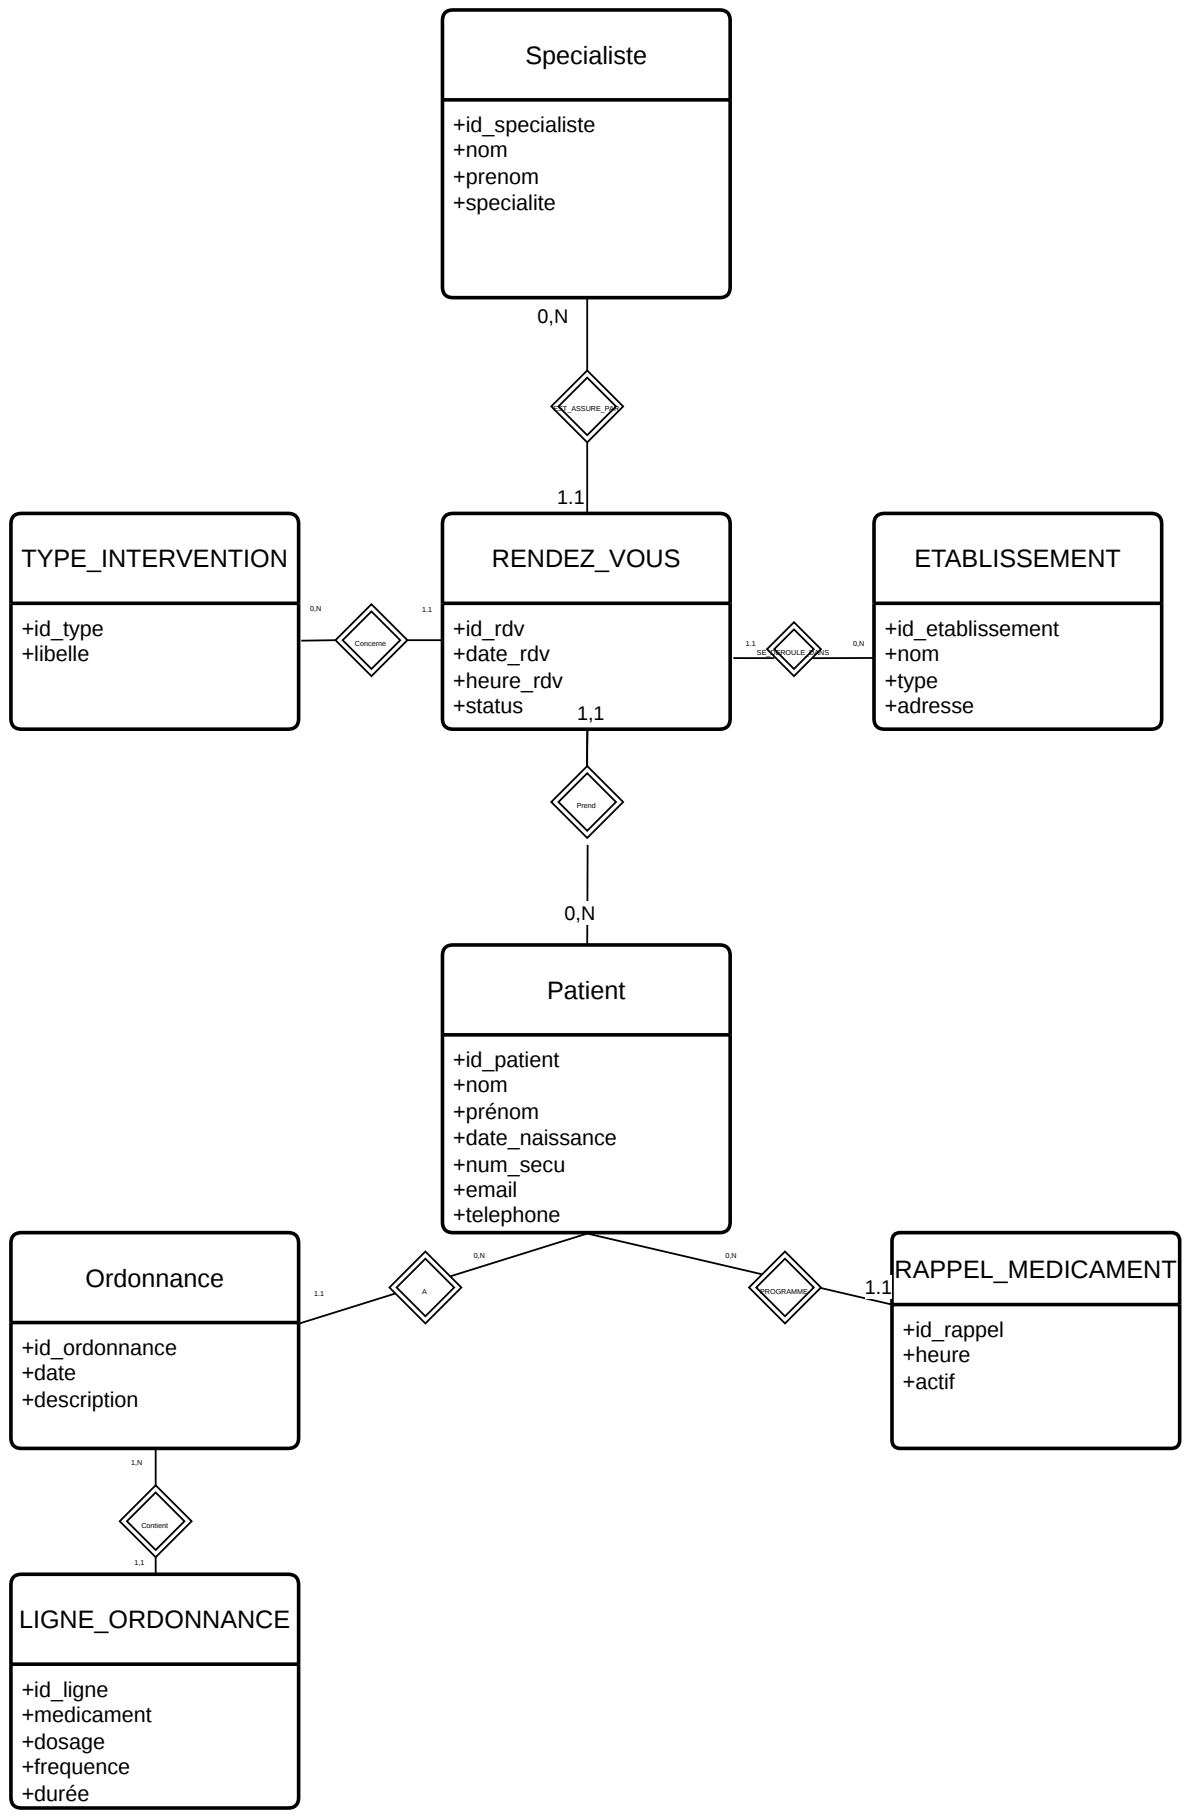 Specialiste
+id_specialiste
+nom
+prenom
+specialite
0,N
EST_ASSURE_PAR
1.1
TYPE_INTERVENTION
+id_type
+libelle
0,N
Concerne
1.1
RENDEZ_VOUS
+id_rdv
+date_rdv
+heure_rdv
+status
1.1
SE_DEROULE_DANS
0,N
ETABLISSEMENT
+id_etablissement
+nom
+type
+adresse
1,1
Prend
0,N
Patient
+id_patient
+nom
+prénom
+date_naissance
+num_secu
+email
+telephone
0,N
A
1.1
0,N
PROGRAMME
1.1
Ordonnance
+id_ordonnance
+date
+description
RAPPEL_MEDICAMENT
+id_rappel
+heure
+actif
1,N
Contient
1,1
LIGNE_ORDONNANCE
+id_ligne
+medicament
+dosage
+frequence
+durée